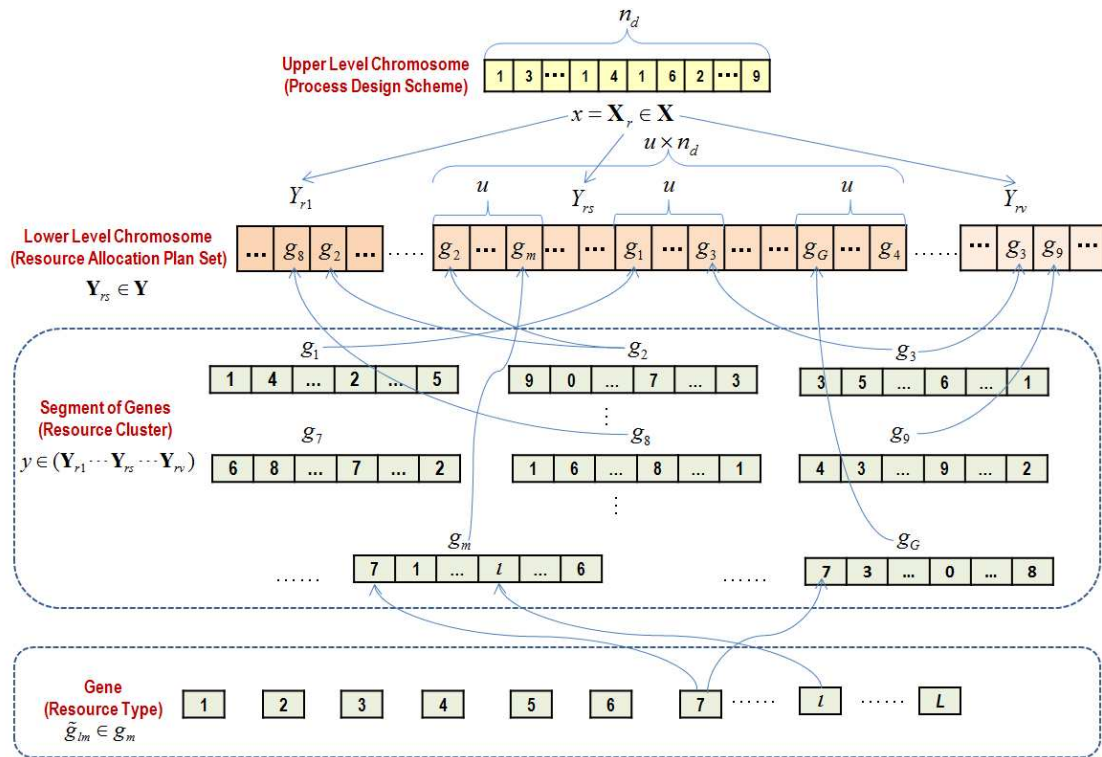 n_d
Upper Level Chromosome
(Process Design Scheme)
1 3 ... 1 4 1 6 2 ... 9
x = X_r ∈ X
u × n_d
Y_r1 Y_rs Y_rv
u u u
Lower Level Chromosome
(Resource Allocation Plan Set)
Y_rs ∈ Y
... g_8 g_2 ... ...... g_2 ... g_m ... ... g_1 ... g_3 ... ... g_G ... g_4 ...... ... g_3 g_9 ...
g_1 g_2 g_3
1 4 ... 2 ... 5
9 0 ... 7 ... 3
3 5 ... 6 ... 1
Segment of Genes
(Resource Cluster)
y ∈ (Y_r1 ··· Y_rs ··· Y_rv)
⋮
g_7 g_8 g_9
6 8 ... 7 ... 2
1 6 ... 8 ... 1
4 3 ... 9 ... 2
⋮
g_m g_G
...... 7 1 ... l ... 6
...... 7 3 ... 0 ... 8
Gene
(Resource Type)
g̃_lm ∈ g_m
1 2 3 4 5 6 7 ...... l ...... L